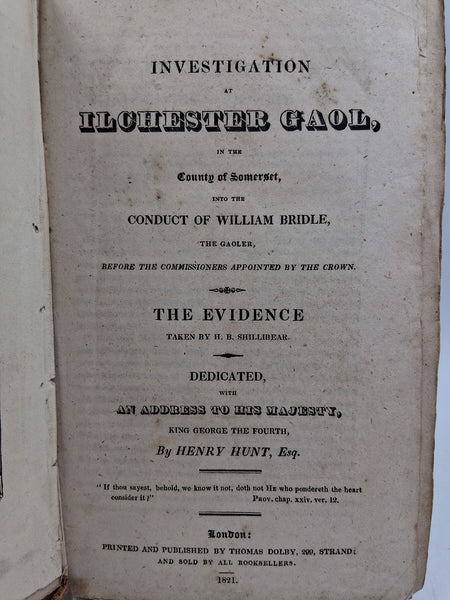 INVESTIGATION
AT
ILCHESTER GAOL,
IN THE
County of Somerset,
INTO THE
CONDUCT OF WILLIAM BRIDLE,
THE GAOLER,
BEFORE THE COMMISSIONERS APPOINTED BY THE CROWN.
THE EVIDENCE
TAKEN BY H. B. SHILLIBEAR.
DEDICATED,
WITH
AN ADDRESS TO HIS MAJESTY,
KING GEORGE THE FOURTH,
By HENRY HUNT, Esq.
“ If thou sayest, behold, we know it not, doth not HE who pondereth the heart
consider it ?” PROV. chap. xxiv. ver. 12.
London:
PRINTED AND PUBLISHED BY THOMAS DOLBY, 299, STRAND;
AND SOLD BY ALL BOOKSELLERS.
1821.